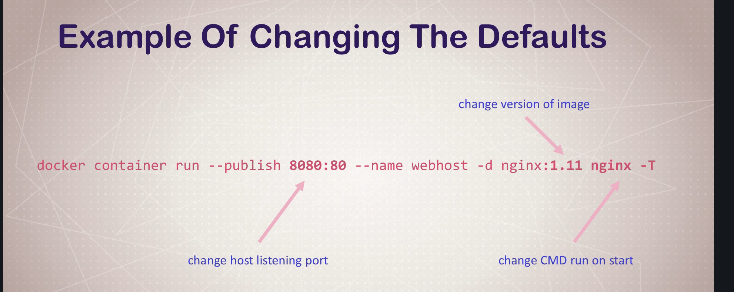 Example Of Changing The Defaults
change version of image
docker container run --publish 8080:80 --name webhost -d nginx:1.11 nginx -T
change host listening port
change CMD run on start